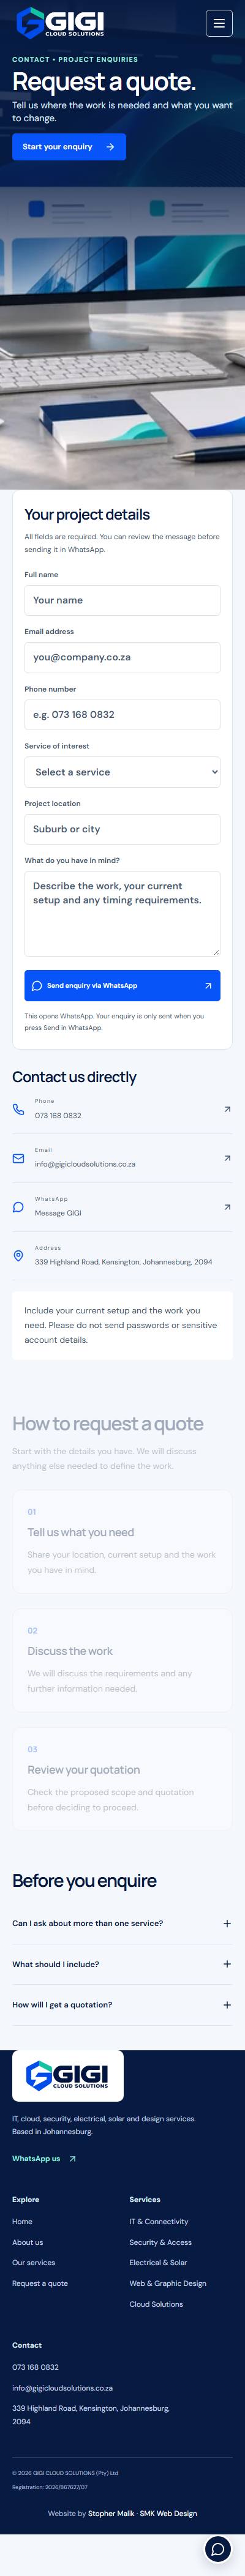 GIGI
CLOUD SOLUTIONS
CONTACT • PROJECT ENQUIRIES
Request a quote.
Tell us where the work is needed and what you want
to choose.
Start your enquiry
Your project details
All fields are required. You can review the message before
sending it in WhatsApp.
Full name
Your name
Email address
you@company.co.za
Phone number
e.g. 073 168 0832
Service of interest
Select a service
Project location
Suburb or city
What do you have in mind?
Describe the work, your current
setup and any timing requirements.
Send enquiry via WhatsApp
This opens WhatsApp. Your enquiry is only sent when you
press Send in WhatsApp.
Contact us directly
Phone
073 168 0832
Email
info@gigicloudsolutions.co.za
WhatsApp
Message GIGI
Address
339 Highland Road, Kensington, Johannesburg, 2094
Include your current setup and the work you
need. Please do not send passwords or sensitive
account details.
How to request a quote
Start with the details you have. We will discuss
anything else needed to define the work.
01
Tell us what you need
Share your location, current setup and the work
you have in mind.
02
Discuss the work
We will discuss the requirements and any
further information needed.
03
Review your quotation
Check the proposed scope and quotation
before deciding to proceed.
Before you enquire
Can I ask about more than one service?
What should I include?
How will I get a quotation?
GIGI
CLOUD SOLUTIONS
IT, cloud, security, electrical, solar and design services.
Based in Johannesburg.
WhatsApp us
Explore
Home
About us
Our services
Request a quote
Services
IT & Connectivity
Security & Access
Electrical & Solar
Web & Graphic Design
Cloud Solutions
Contact
073 168 0832
info@gigicloudsolutions.co.za
339 Highland Road, Kensington, Johannesburg,
2094
© 2026 GIGI CLOUD SOLUTIONS (Pty) Ltd
Registration: 2026/567627/07
Website by Stopher Malik · SMK Web Design